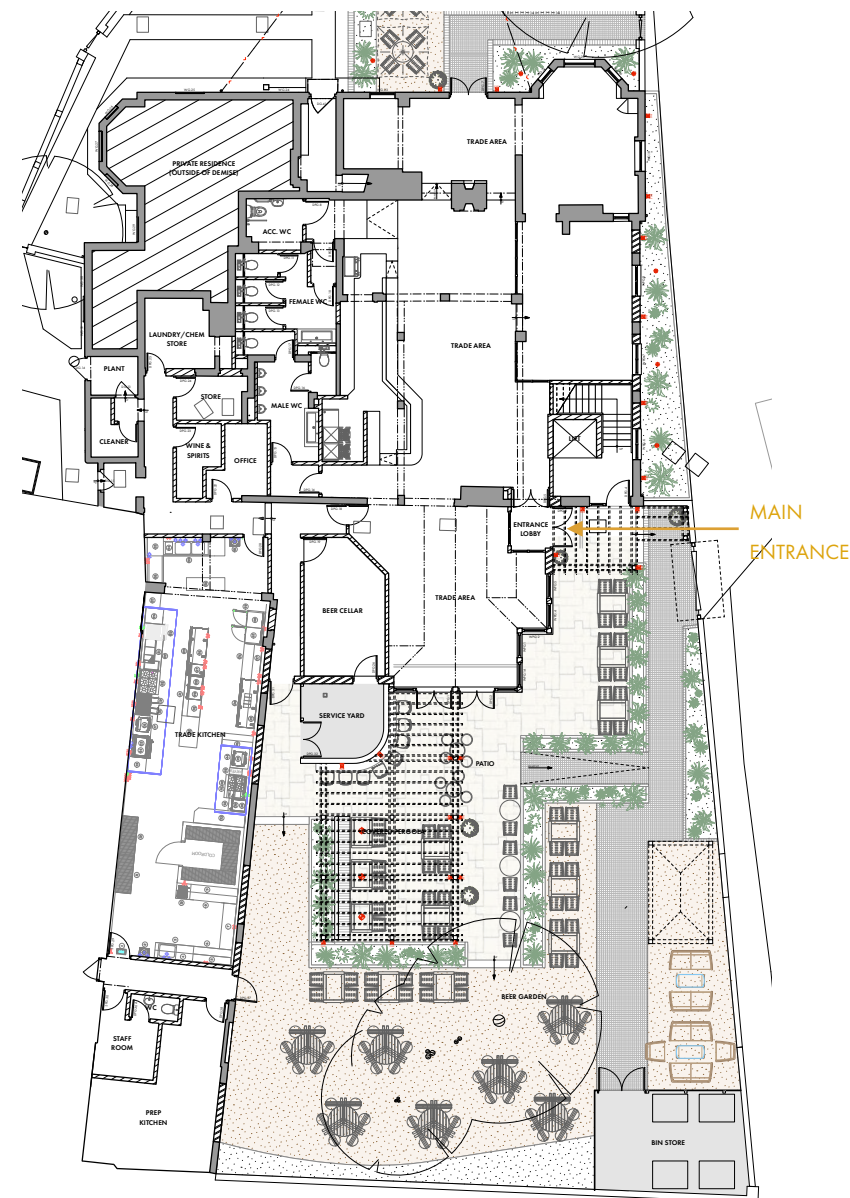 TRADE AREA
PRIVATE RESIDENCE
(OUTSIDE OF DEMISE)
ACC. WC
FEMALE WC
LAUNDRY/CHEM
STORE
TRADE AREA
PLANT
STORE
MALE WC
CLEANER
WINE &
SPIRITS
OFFICE
LIFT
MAIN
ENTRANCE
ENTRANCE
LOBBY
BEER CELLAR
TRADE AREA
SERVICE YARD
TRADE KITCHEN
PATIO
COLDROOM
BEER GARDEN
WC
STAFF
ROOM
PREP
KITCHEN
BIN STORE